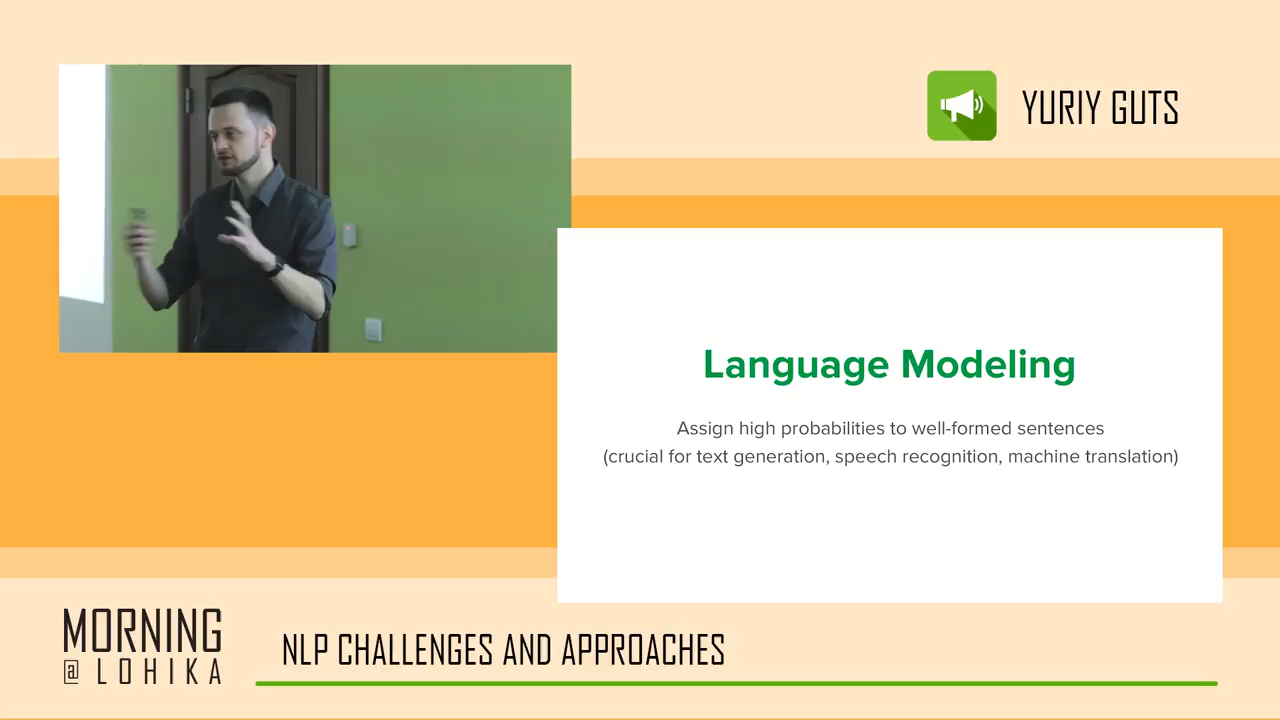 YURIY GUTS
Language Modeling
Assign high probabilities to well-formed sentences
(crucial for text generation, speech recognition, machine translation)
MORNING
@ LOHIKA
NLP CHALLENGES AND APPROACHES